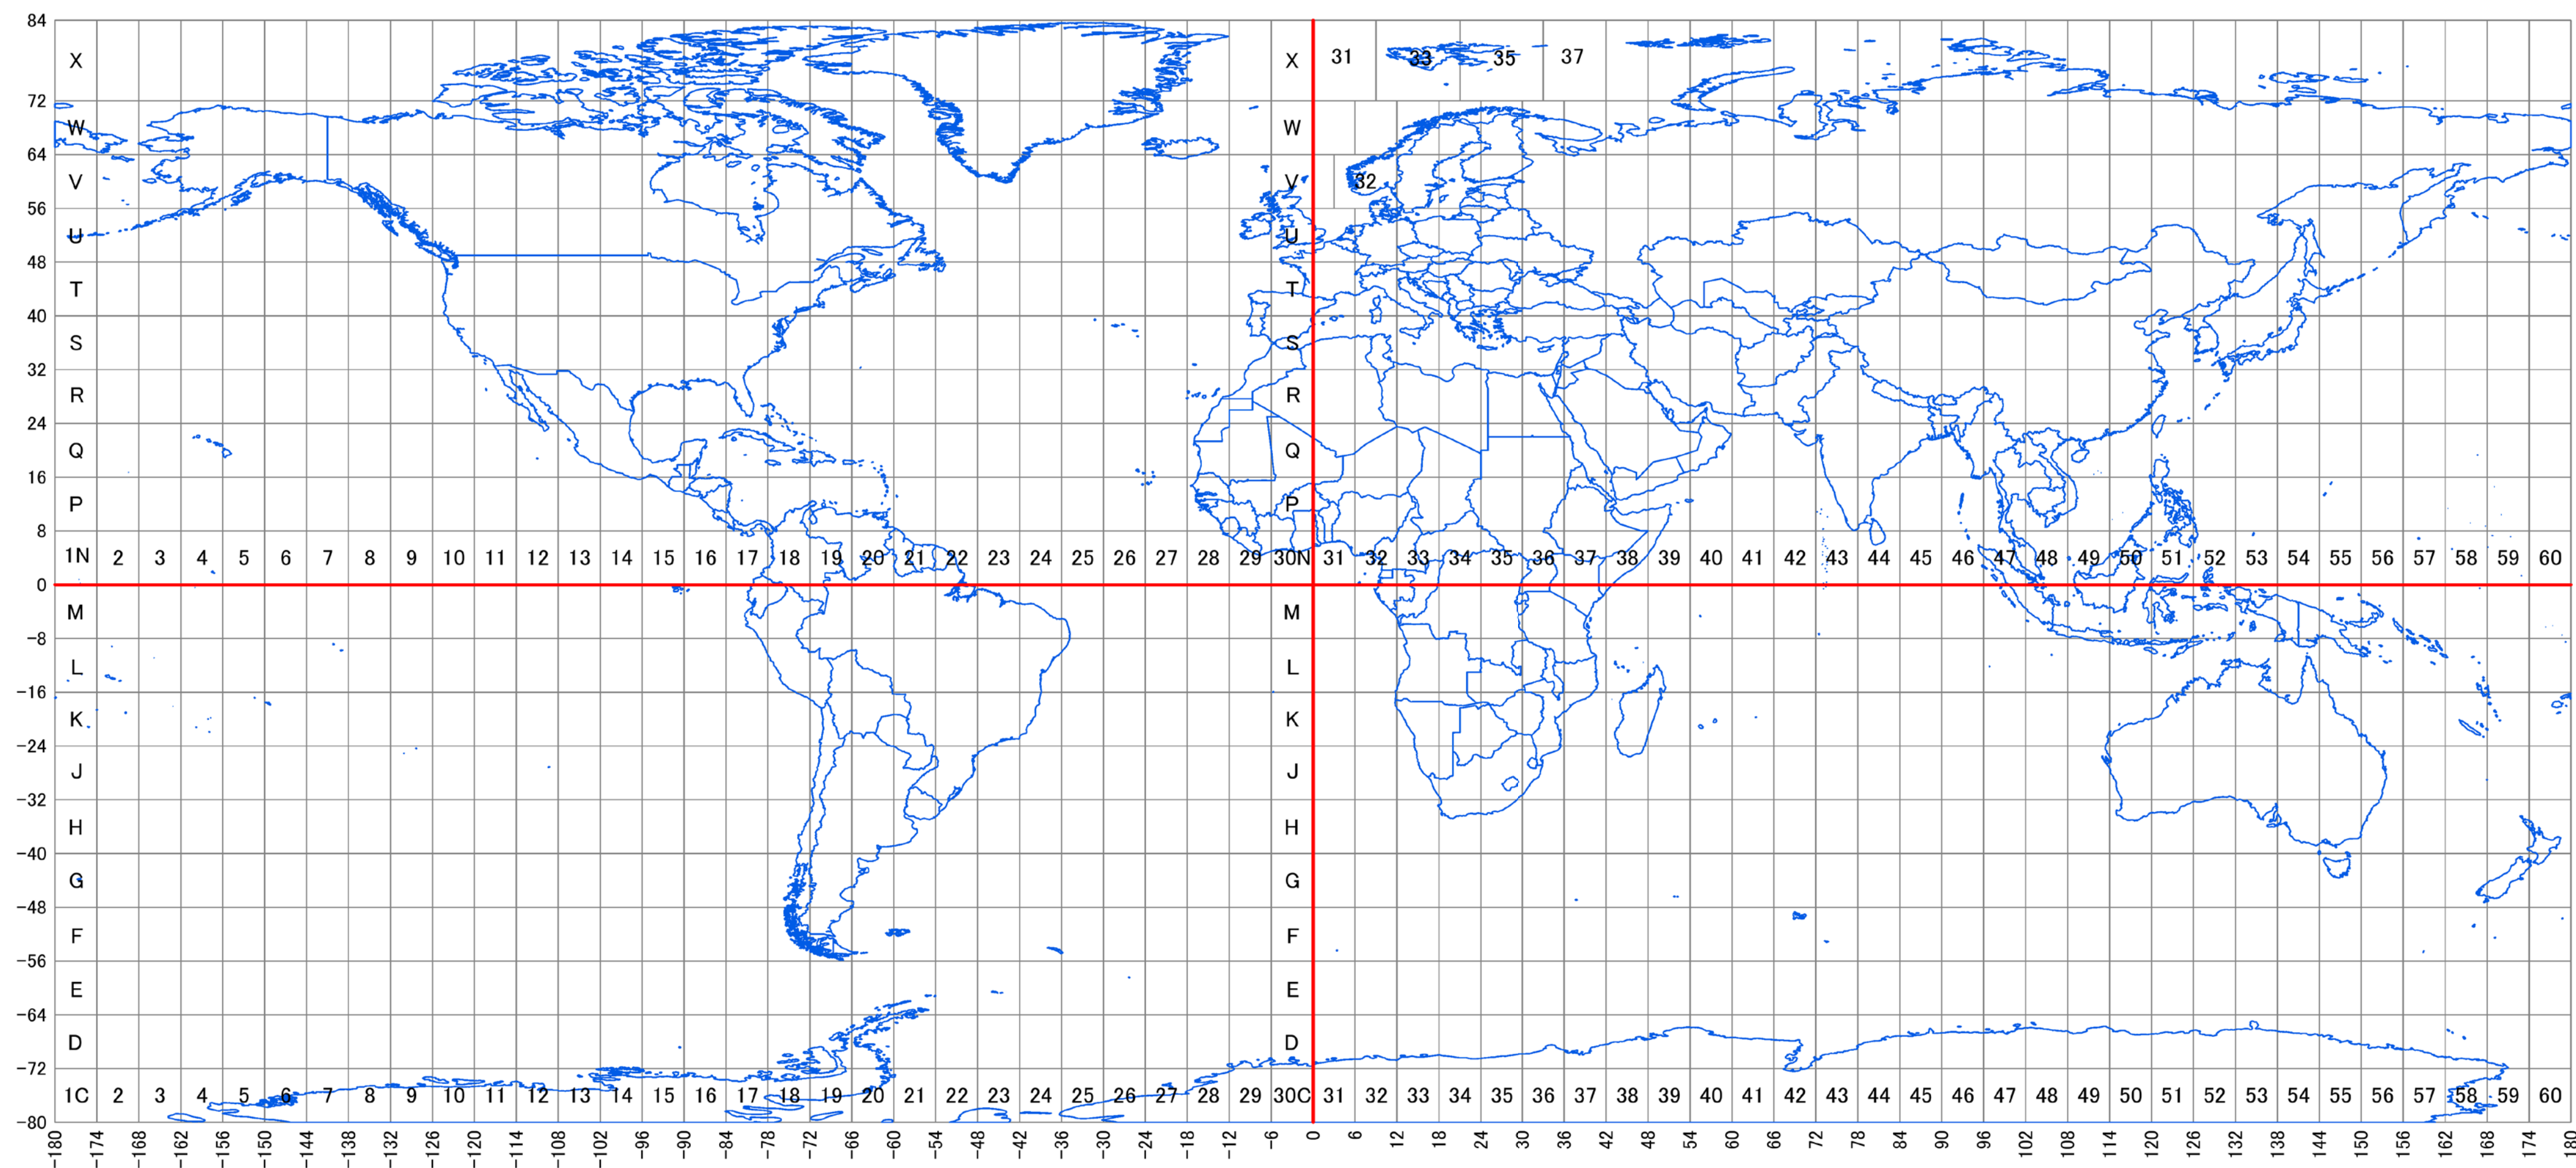 84
X X 31 33 35 37
72
W W
64
V V 32
56
U U
48
T T
40
S S
32
R R
24
Q Q
16
P P
8
1N 2 3 4 5 6 7 8 9 10 11 12 13 14 15 16 17 18 19 20 21 22 23 24 25 26 27 28 29 30N 31 32 33 34 35 36 37 38 39 40 41 42 43 44 45 46 47 48 49 50 51 52 53 54 55 56 57 58 59 60
0
M M
−8
L L
−16
K K
−24
J J
−32
H H
−40
G G
−48
F F
−56
E E
−64
D D
−72
1C 2 3 4 5 6 7 8 9 10 11 12 13 14 15 16 17 18 19 20 21 22 23 24 25 26 27 28 29 30C 31 32 33 34 35 36 37 38 39 40 41 42 43 44 45 46 47 48 49 50 51 52 53 54 55 56 57 58 59 60
−80
−180 −174 −168 −162 −156 −150 −144 −138 −132 −126 −120 −114 −108 −102 −96 −90 −84 −78 −72 −66 −60 −54 −48 −42 −36 −30 −24 −18 −12 −6 0 6 12 18 24 30 36 42 48 54 60 66 72 78 84 90 96 102 108 114 120 126 132 138 144 150 156 162 168 174 180